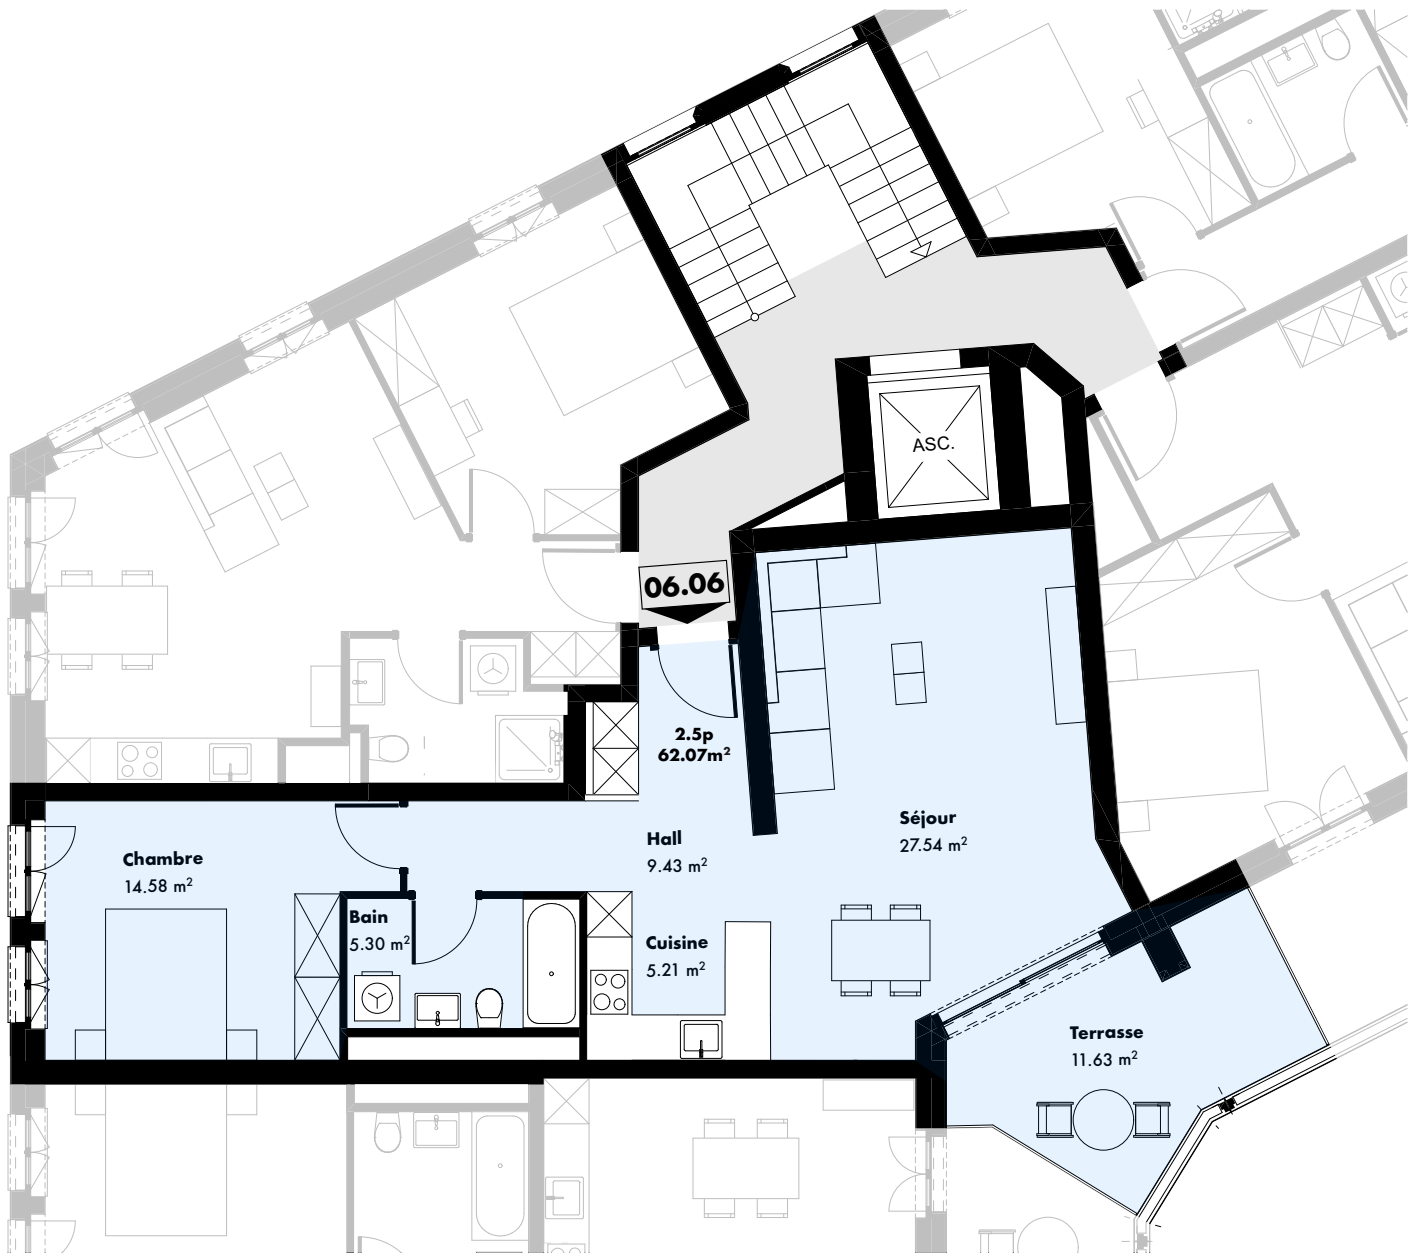 ASC.
06.06
2.5p
62.07m²
Hall
9.43 m²
Séjour
27.54 m²
Chambre
14.58 m²
Bain
5.30 m²
Cuisine
5.21 m²
Terrasse
11.63 m²